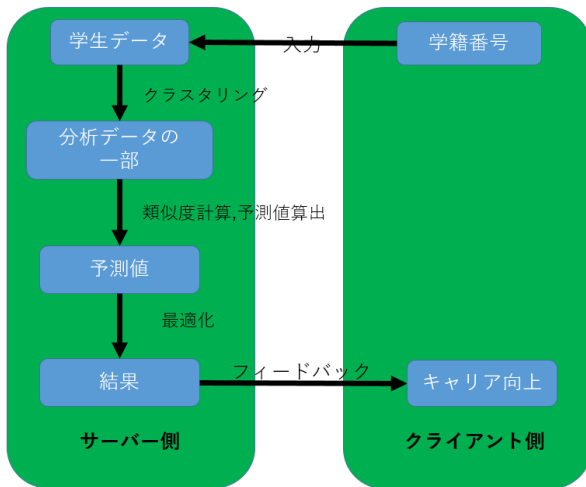 学生データ
入力
学籍番号
クラスタリング
分析データの
一部
類似度計算,予測値算出
予測値
最適化
結果
フィードバック
キャリア向上
サーバー側
クライアント側